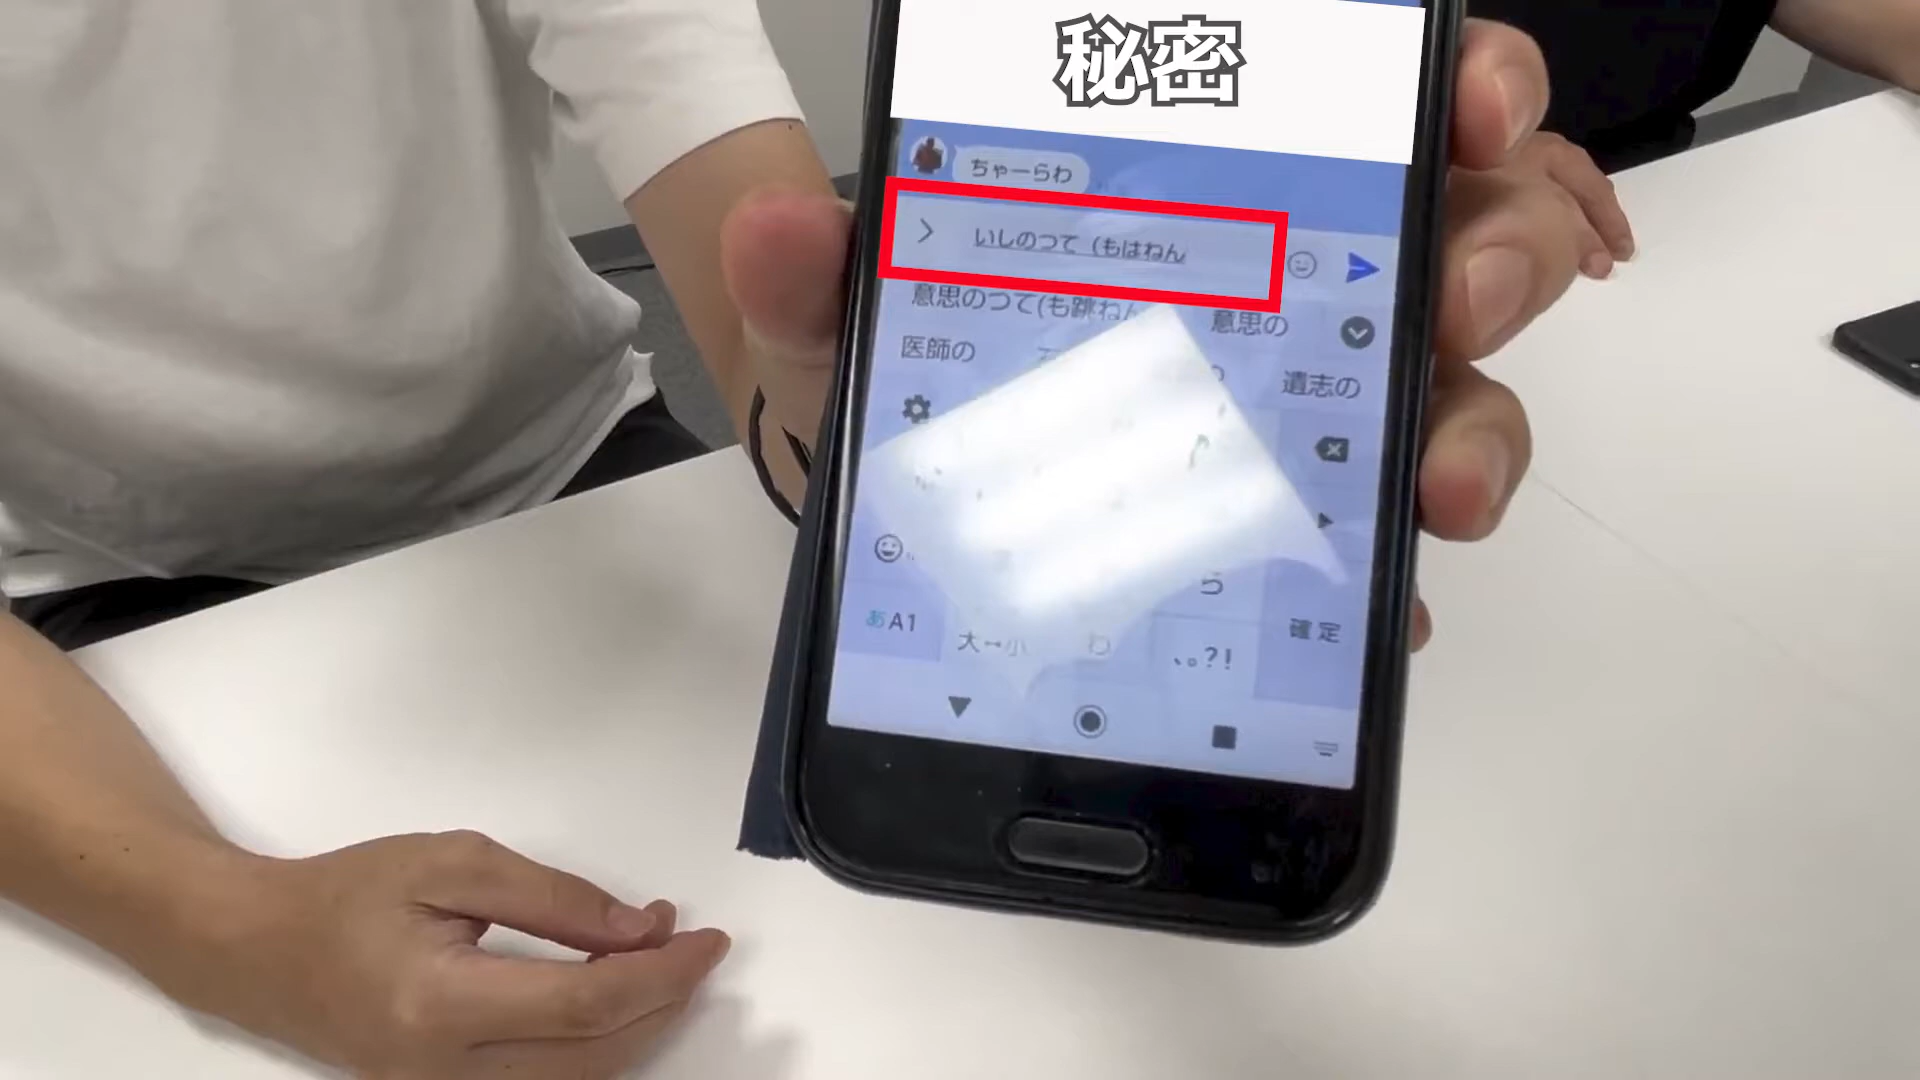 秘密
ちゃーらわ
いしのつて（もはねん
意思のつて(も跳ねん
意思の
医師の
遺志の
ら
あA1
大↔小
わ
確定
､｡?!